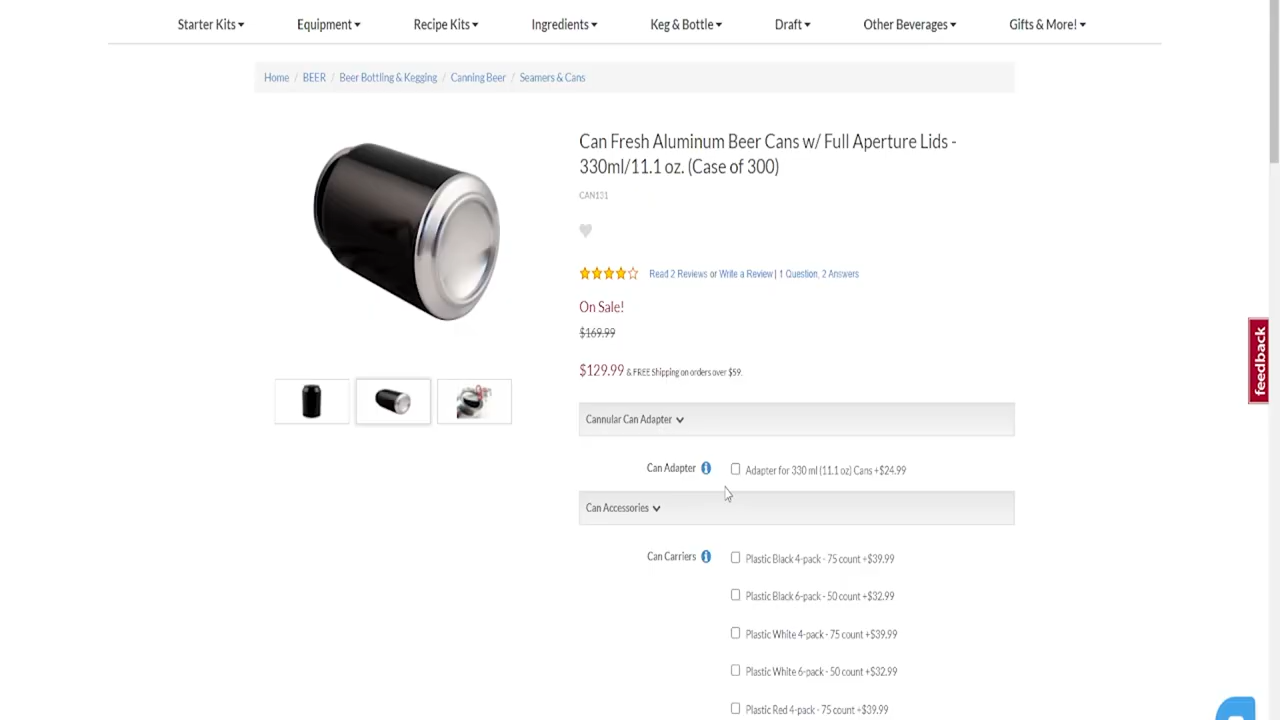 Starter Kits Equipment Recipe Kits Ingredients Keg & Bottle Draft Other Beverages Gifts & More!
Home / BEER / Beer Bottling & Kegging / Canning Beer / Seamers & Cans
Can Fresh Aluminum Beer Cans w/ Full Aperture Lids -
330ml/11.1 oz. (Case of 300)
CAN131
Read 2 Reviews or Write a Review | 1 Question, 2 Answers
On Sale!
$169.99
$129.99 & FREE Shipping on orders over $59.
feedback
Cannular Can Adapter
Can Adapter Adapter for 330 ml (11.1 oz) Cans +$24.99
Can Accessories
Can Carriers Plastic Black 4-pack - 75 count +$39.99
Plastic Black 6-pack - 50 count +$32.99
Plastic White 4-pack - 75 count +$39.99
Plastic White 6-pack - 50 count +$32.99
Plastic Red 4-pack - 75 count +$39.99